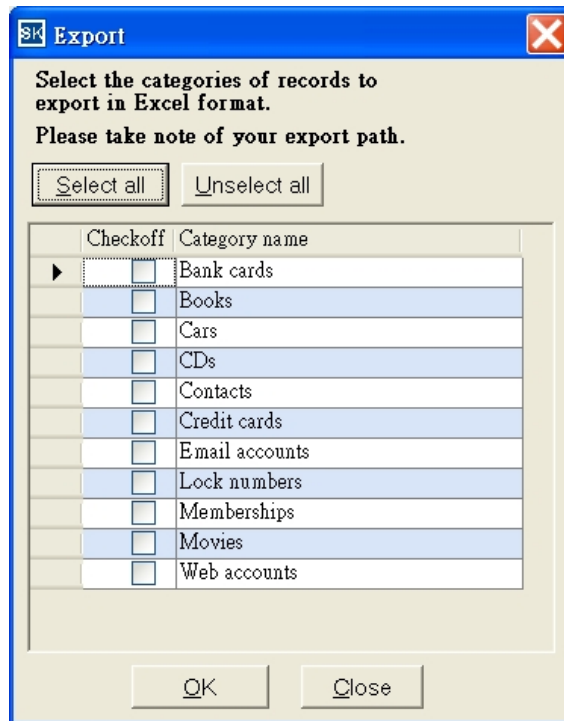 SK Export
Select the categories of records to
export in Excel format.
Please take note of your export path.
Select all Unselect all
Checkoff Category name
Bank cards
Books
Cars
CDs
Contacts
Credit cards
Email accounts
Lock numbers
Memberships
Movies
Web accounts
OK Close